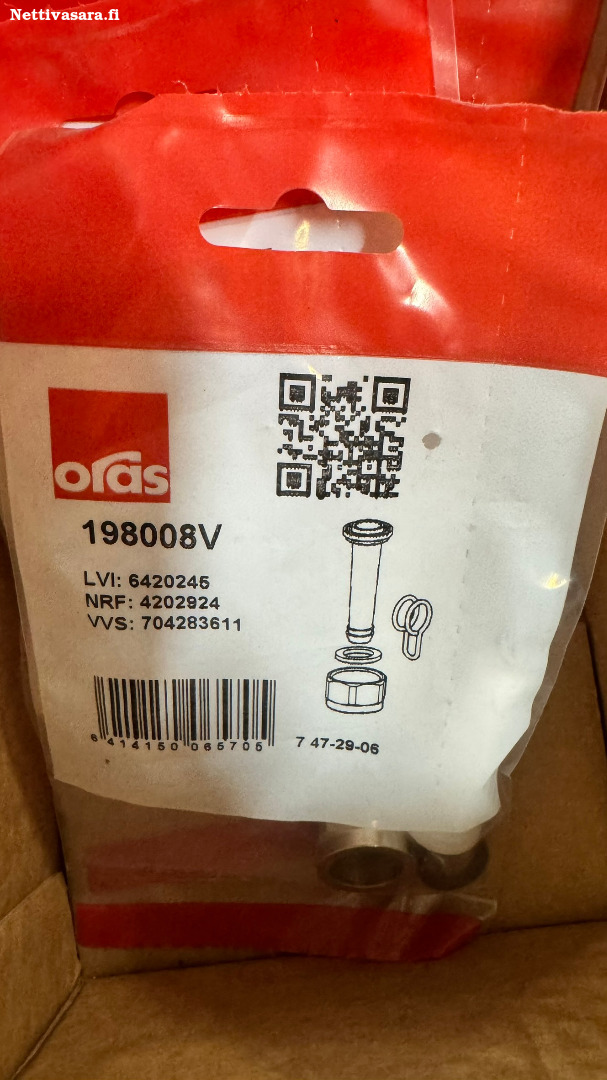 Nettivasara.fi
oras
198008V
LVI: 6420245
NRF: 4202924
VVS: 704283611
6 414150 065705
7 47-29-06